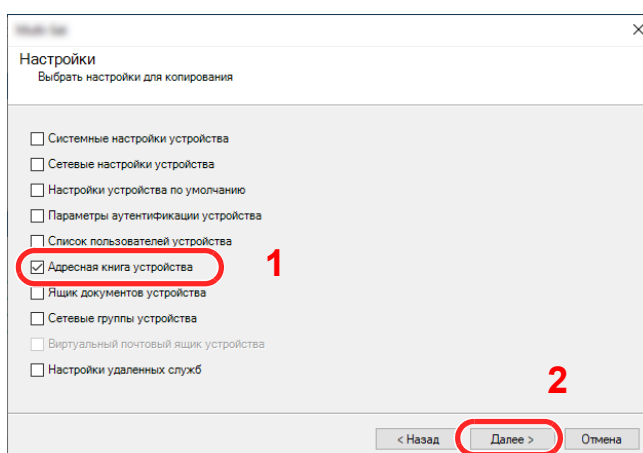 Настройки
Выбрать настройки для копирования
Системные настройки устройства
Сетевые настройки устройства
Настройки устройства по умолчанию
Параметры аутентификации устройства
Список пользователей устройства
Адресная книга устройства
1
Ящик документов устройства
Сетевые группы устройства
Виртуальный почтовый ящик устройства
Настройки удаленных служб
2
< Назад Далее > Отмена